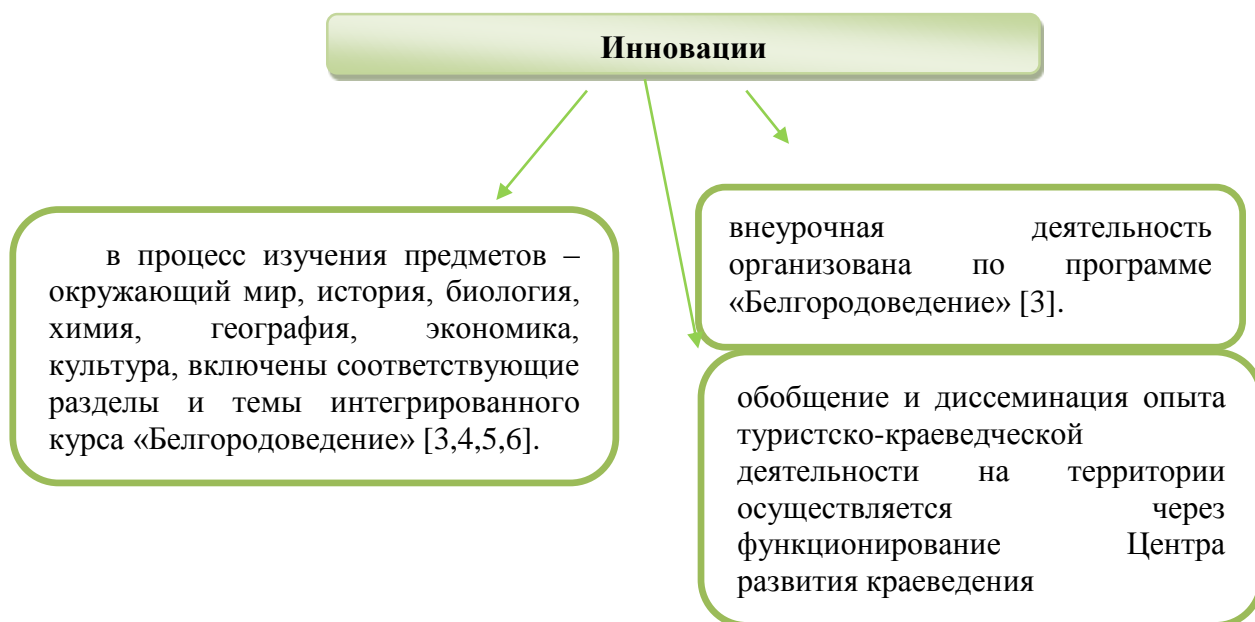 Инновации
в процесс изучения предметов –
окружающий мир, история, биология,
химия, география, экономика,
культура, включены соответствующие
разделы и темы интегрированного
курса «Белгородоведение» [3,4,5,6].
внеурочная деятельность
организована по программе
«Белгородоведение» [3].
обобщение и диссеминация опыта
туристско-краеведческой
деятельности на территории
осуществляется через
функционирование Центра
развития краеведения